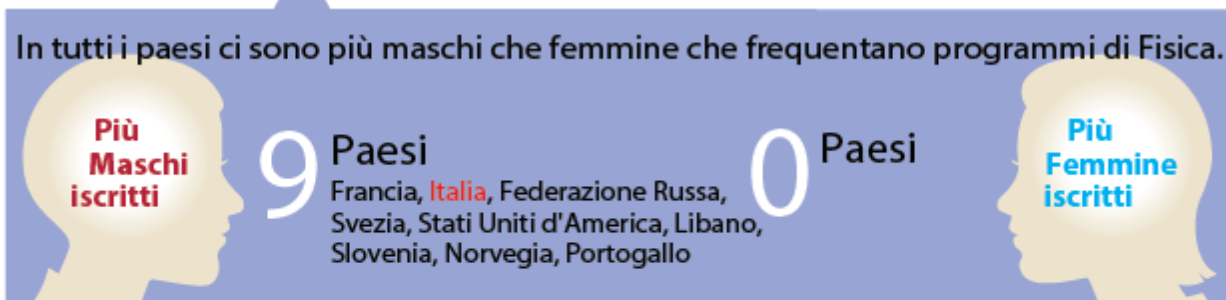 In tutti i paesi ci sono più maschi che femmine che frequentano programmi di Fisica.
Più
Maschi
iscritti
9 Paesi
Francia, Italia, Federazione Russa,
Svezia, Stati Uniti d'America, Libano,
Slovenia, Norvegia, Portogallo
0 Paesi
Più
Femmine
iscritti